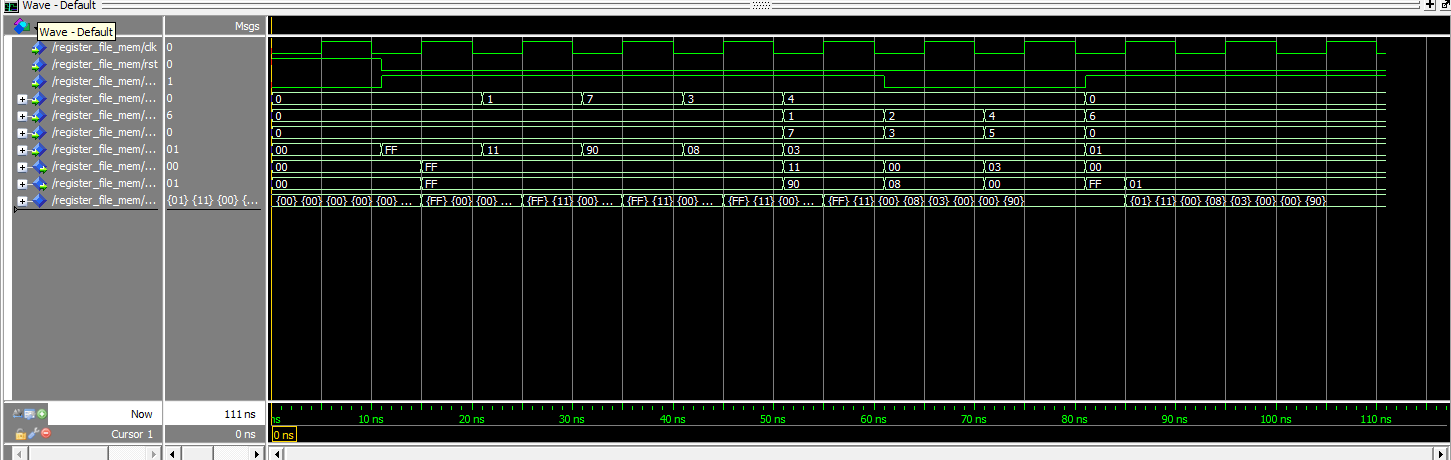 Wave - Default
Msgs
Wave - Default
/register_file_mem/clk 0
/register_file_mem/rst 0
/register_file_mem/... 1
/register_file_mem/... 0 0 1 7 3 4 0
/register_file_mem/... 6 0 1 2 4 6
/register_file_mem/... 0 0 7 3 5 0
/register_file_mem/... 01 00 FF 11 90 08 03 01
/register_file_mem/... 00 00 FF 11 00 03 00
/register_file_mem/... 01 00 FF 90 08 00 FF 01
/register_file_mem/... {01} {11} {00} {... {00} {00} {00} {00} {00} ... {FF} {00} {00} ... {FF} {11} {00} ... {FF} {11} {00} ... {FF} {11} {00} ... {FF} {11} {00} {08} {03} {00} {00} {90} {01} {11} {00} {08} {03} {00} {00} {90}
Now 111 ns ns 10 ns 20 ns 30 ns 40 ns 50 ns 60 ns 70 ns 80 ns 90 ns 100 ns 110 ns
Cursor 1 0 ns 0 ns